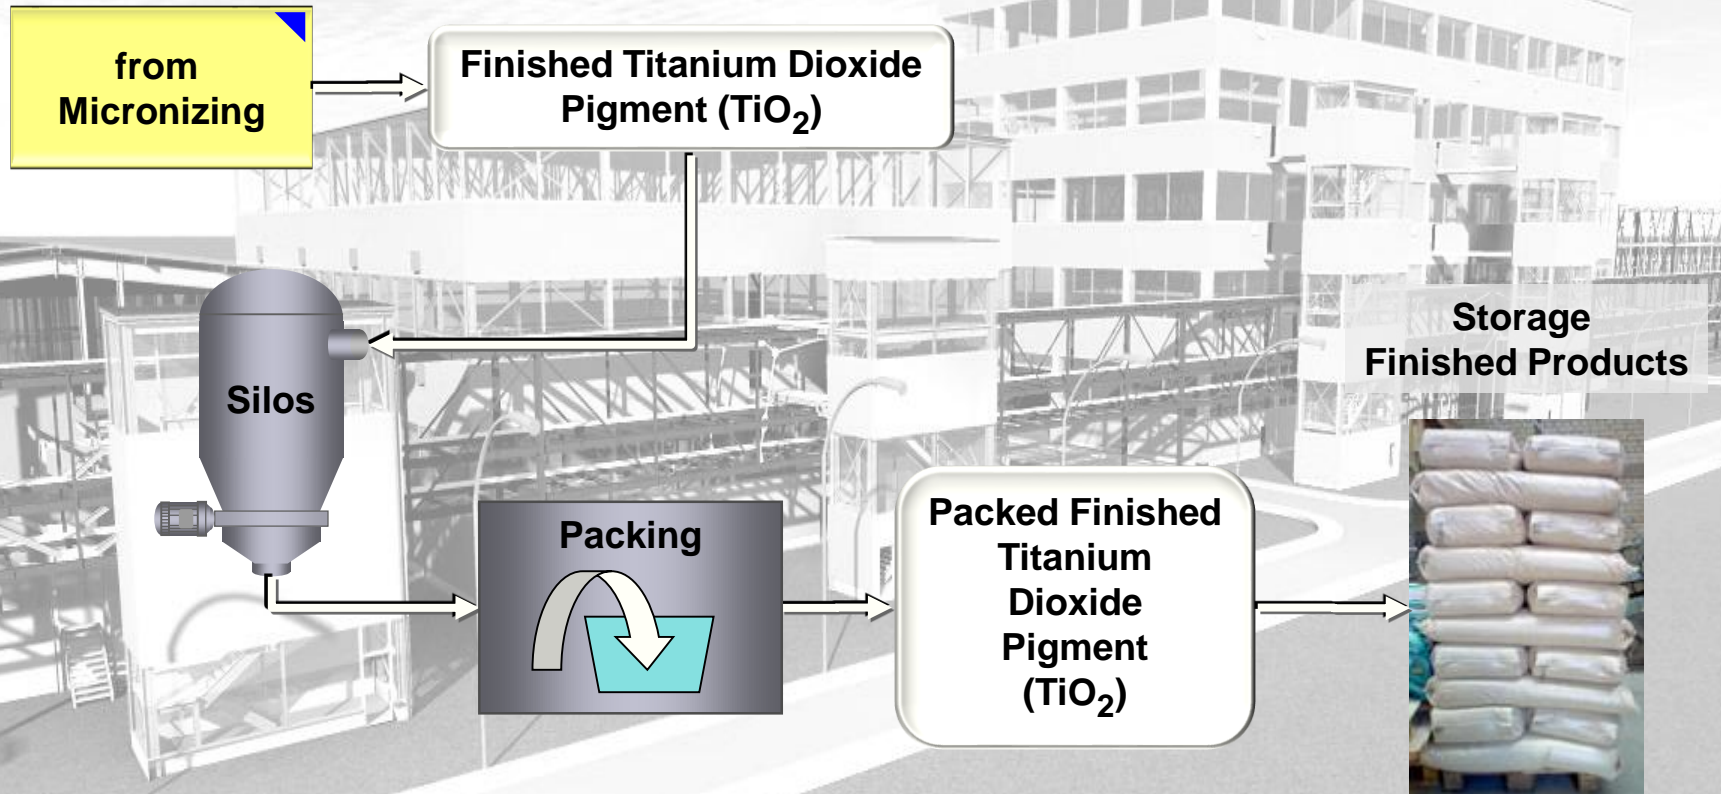 from
Micronizing
Finished Titanium Dioxide
Pigment (TiO₂)
Silos
Packing
Packed Finished
Titanium
Dioxide
Pigment
(TiO₂)
Storage
Finished Products